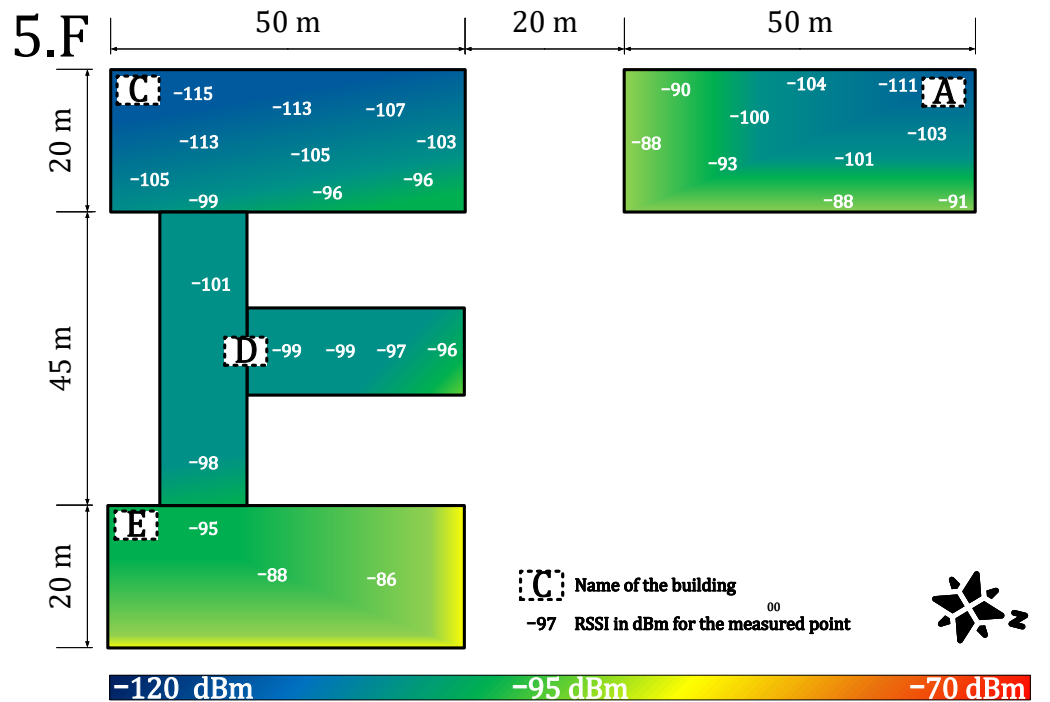 5.F
50 m
20 m
50 m
20 m
C
−115
−113
−107
−113
−105
−103
−105
−96
−96
−99
−90
−104
−111
A
−100
−88
−103
−93
−101
−88
−91
45 m
−101
D
−99
−99
−97
−96
−98
20 m
E
−95
−88
−86
C Name of the building
00
−97 RSSI in dBm for the measured point
N
−120 dBm
−95 dBm
−70 dBm